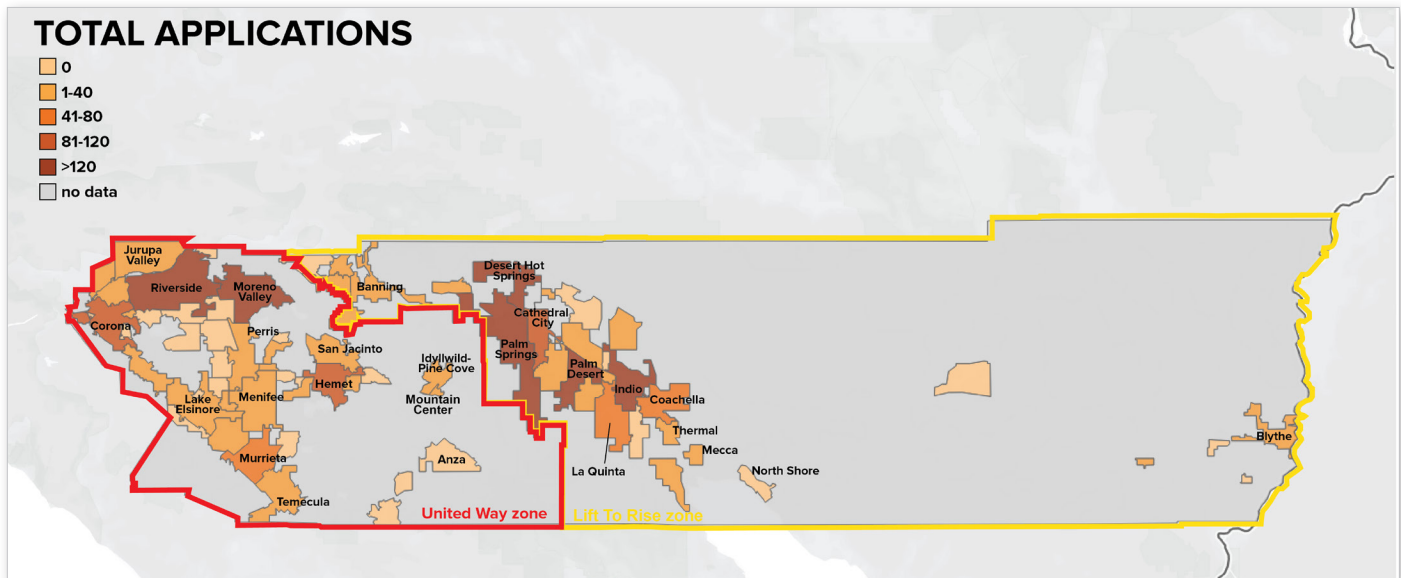 TOTAL APPLICATIONS
0
1-40
41-80
81-120
>120
no data
Jurupa
Valley
Riverside
Moreno
Valley
Corona
Perris
Banning
San Jacinto
Hemet
Idyllwild-
Pine Cove
Mountain
Center
Lake
Elsinore
Menifee
Murrieta
Temecula
Anza
United Way zone
Desert Hot
Springs
Cathedral
City
Palm
Springs
Palm
Desert
Indio
Coachella
Thermal
Mecca
La Quinta
North Shore
Blythe
Lift To Rise zone